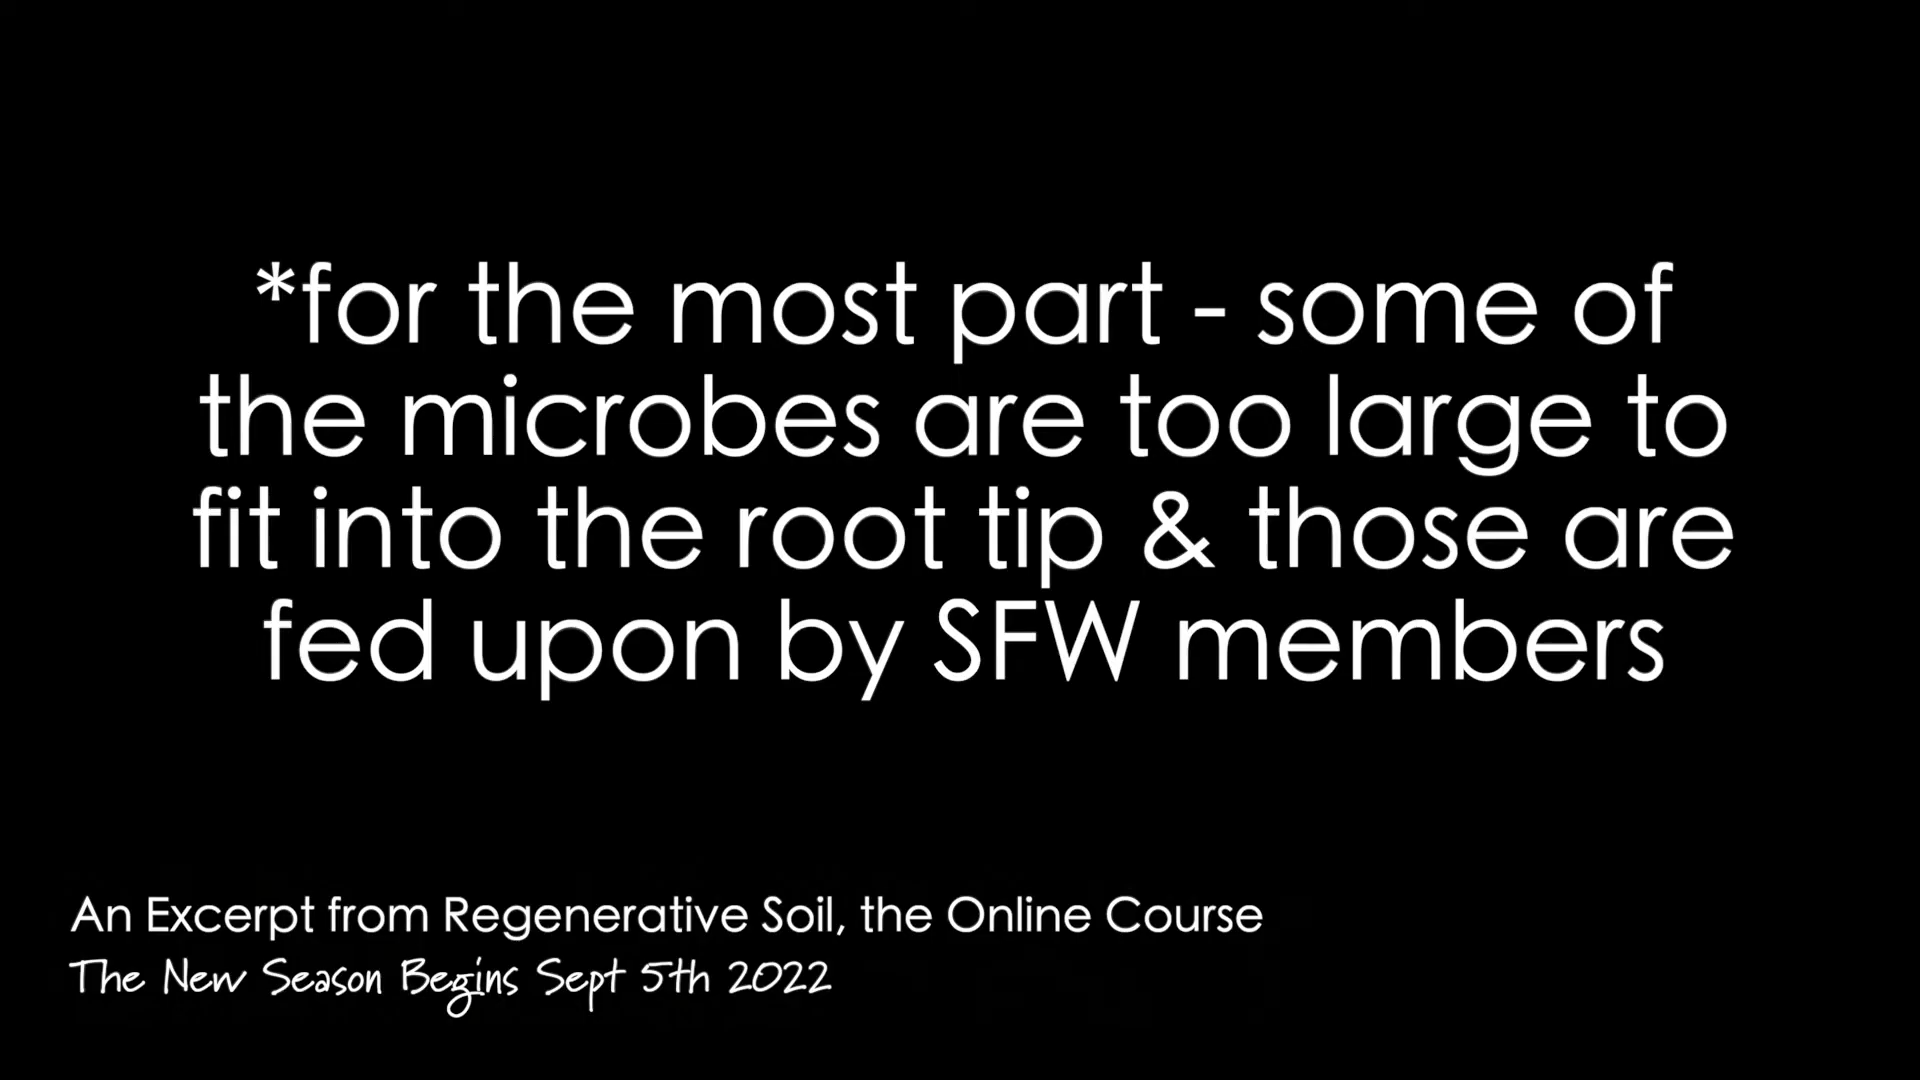 *for the most part - some of
the microbes are too large to
fit into the root tip & those are
fed upon by SFW members
An Excerpt from Regenerative Soil, the Online Course
The New Season Begins Sept 5th 2022